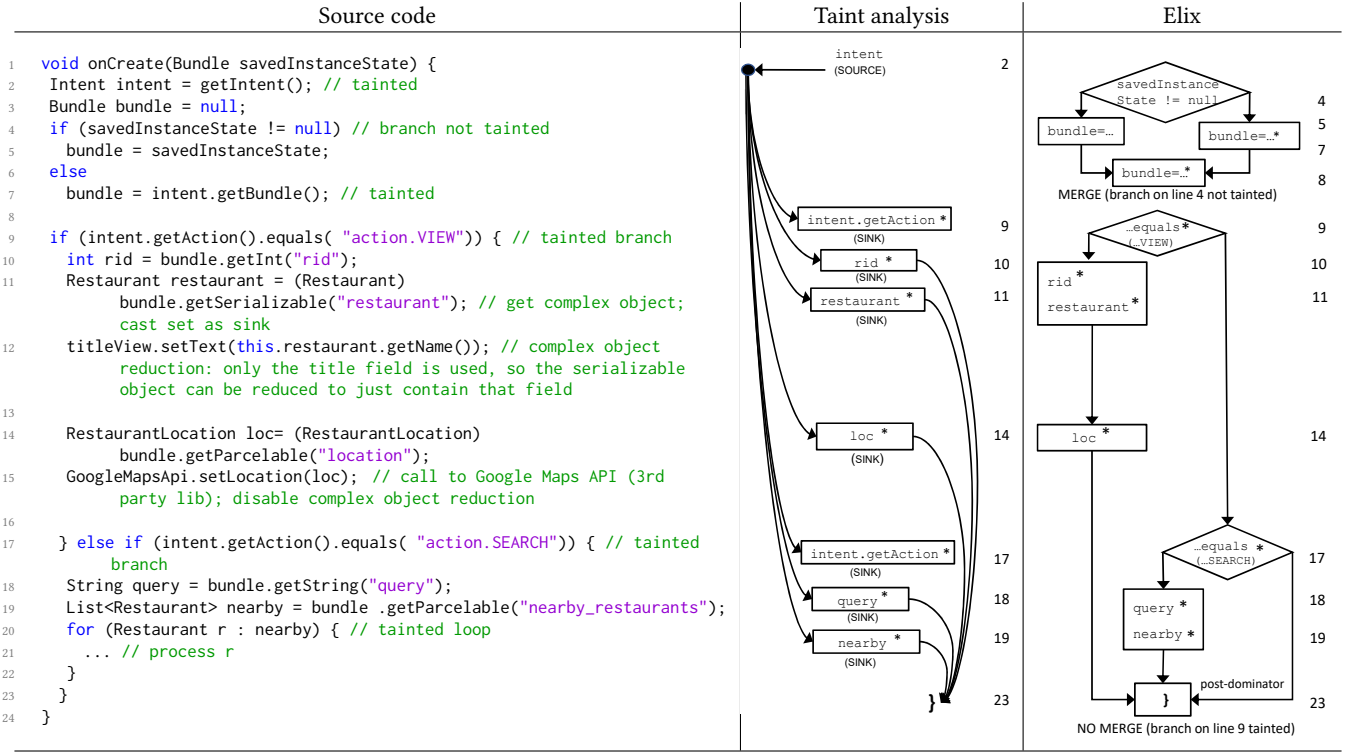 Source code
1 void onCreate(Bundle savedInstanceState) {
2 Intent intent = getIntent(); // tainted
3 Bundle bundle = null;
4 if (savedInstanceState != null) // branch not tainted
5 bundle = savedInstanceState;
6 else
7 bundle = intent.getBundle(); // tainted
8
9 if (intent.getAction().equals( "action.VIEW")) { // tainted branch
10 int rid = bundle.getInt("rid");
11 Restaurant restaurant = (Restaurant)
bundle.getSerializable("restaurant"); // get complex object;
cast set as sink
12 titleView.setText(this.restaurant.getName()); // complex object
reduction: only the title field is used, so the serializable
object can be reduced to just contain that field
13
14 RestaurantLocation loc= (RestaurantLocation)
bundle.getParcelable("location");
15 GoogleMapsApi.setLocation(loc); // call to Google Maps API (3rd
party lib); disable complex object reduction
16
17 } else if (intent.getAction().equals( "action.SEARCH")) { // tainted
branch
18 String query = bundle.getString("query");
19 List<Restaurant> nearby = bundle .getParcelable("nearby_restaurants");
20 for (Restaurant r : nearby) { // tainted loop
21 ... // process r
22 }
23 }
24 }
Taint analysis
intent
(SOURCE)
2
intent.getAction *
(SINK)
9
rid *
(SINK)
10
restaurant *
(SINK)
11
loc *
(SINK)
14
intent.getAction *
(SINK)
17
query *
(SINK)
18
nearby *
(SINK)
19
}
23
Elix
savedInstance
State != null
4
bundle=…
5
bundle=…*
7
bundle=…*
8
MERGE (branch on line 4 not tainted)
…equals *
(…VIEW)
9
rid *
10
restaurant *
11
loc *
14
…equals *
(…SEARCH)
17
query *
18
nearby *
19
post-dominator
}
23
NO MERGE (branch on line 9 tainted)